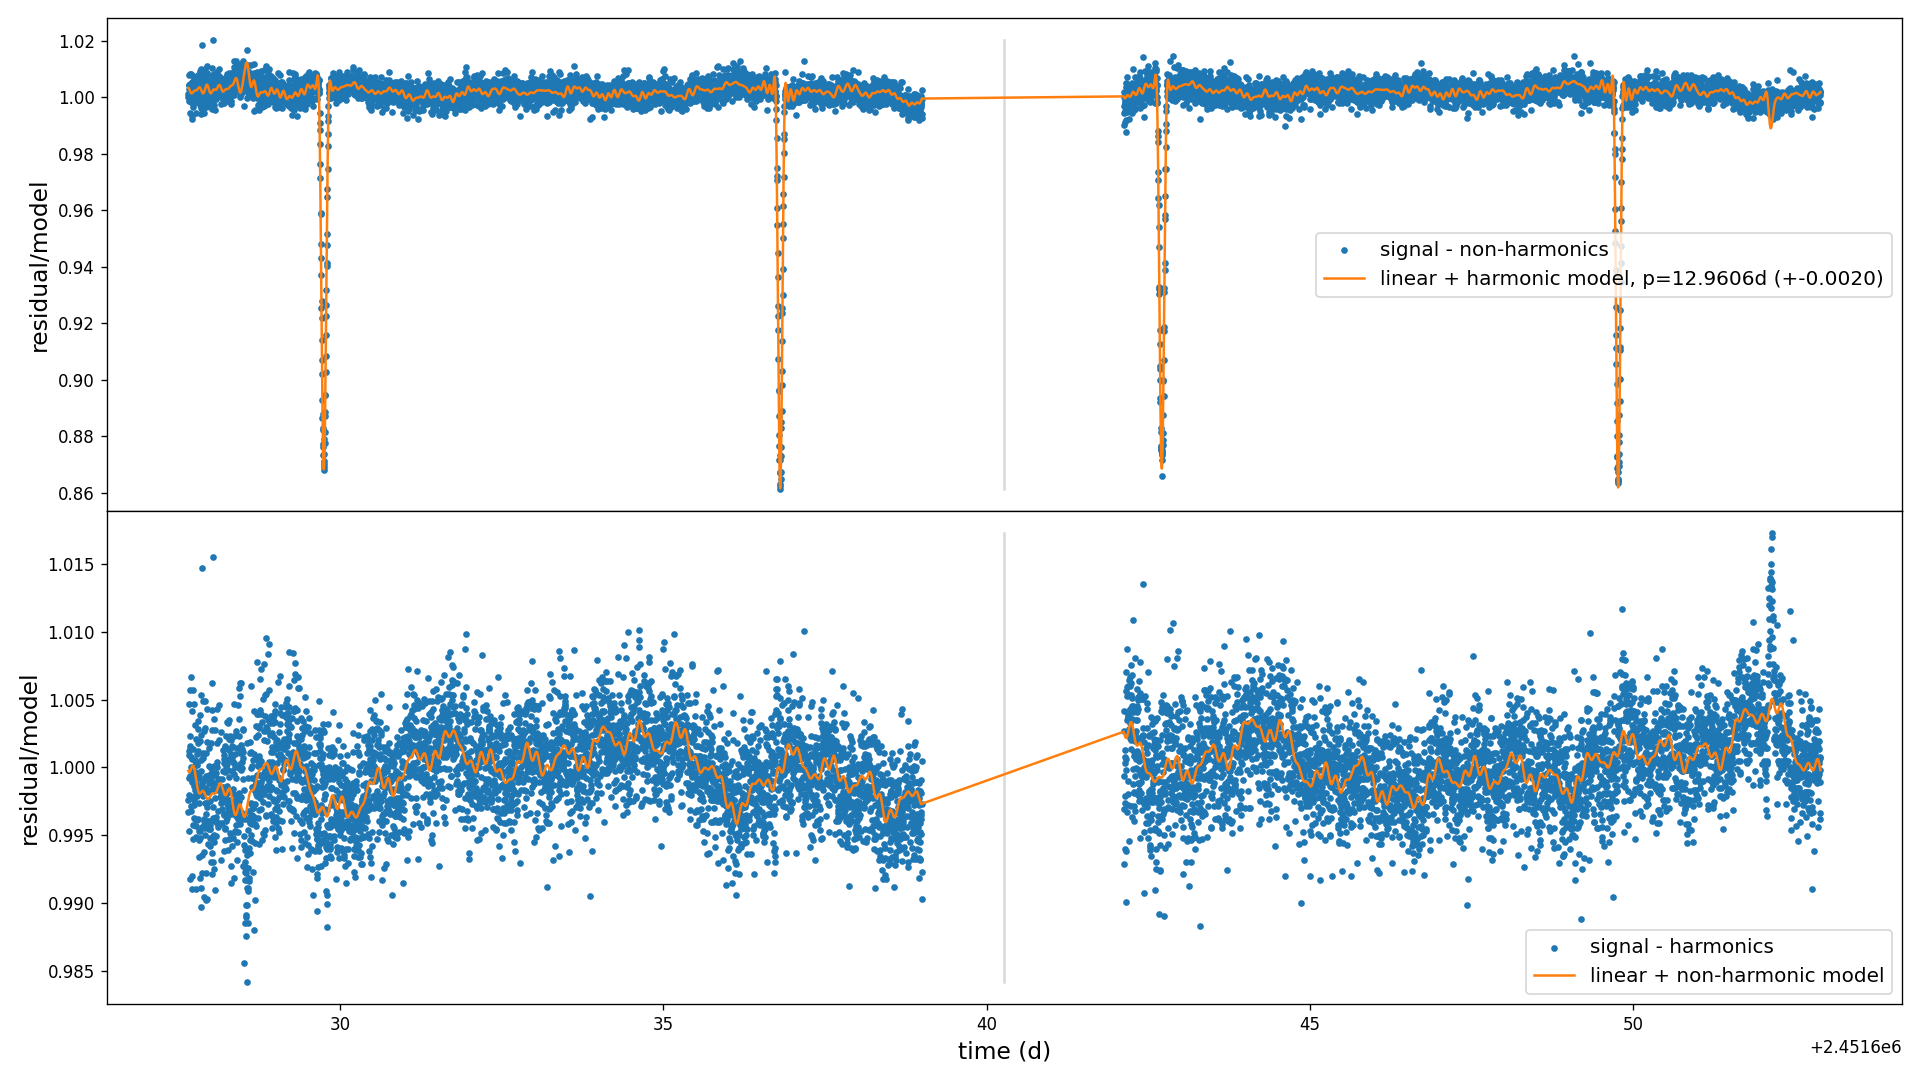 1.02
1.00
0.98
0.96
0.94
0.92
0.90
0.88
0.86
residual/model
signal - non-harmonics
linear + harmonic model, p=12.9606d (+-0.0020)
1.015
1.010
1.005
1.000
0.995
0.990
0.985
residual/model
signal - harmonics
linear + non-harmonic model
30 35 40 45 50
time (d)
+2.4516e6